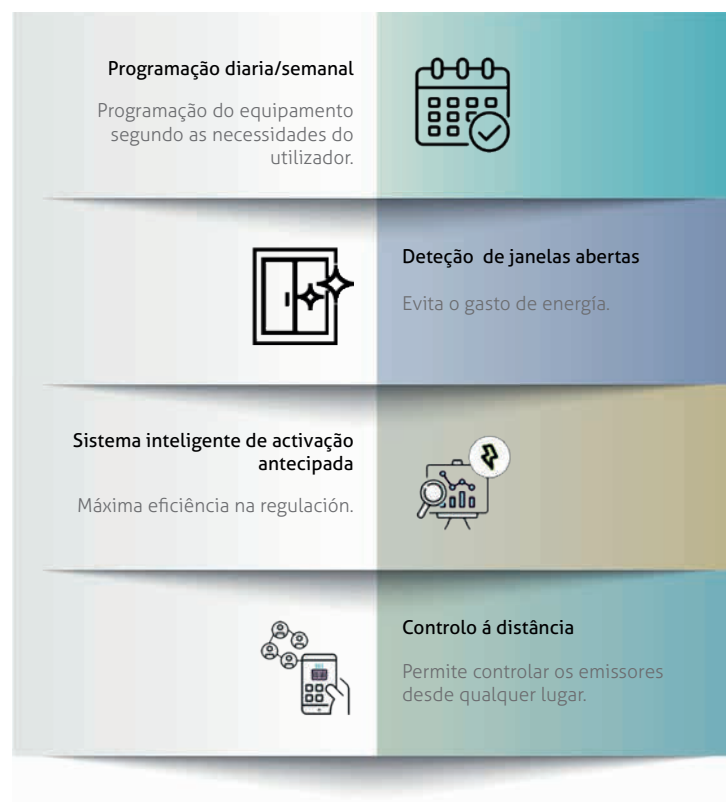 Programação diaria/semanal
Programação do equipamento
segundo as necessidades do
utilizador.
Deteção de janelas abertas
Evita o gasto de energía.
Sistema inteligente de activação
antecipada
Máxima eficiência na regulación.
Controlo á distância
Permite controlar os emissores
desde qualquer lugar.